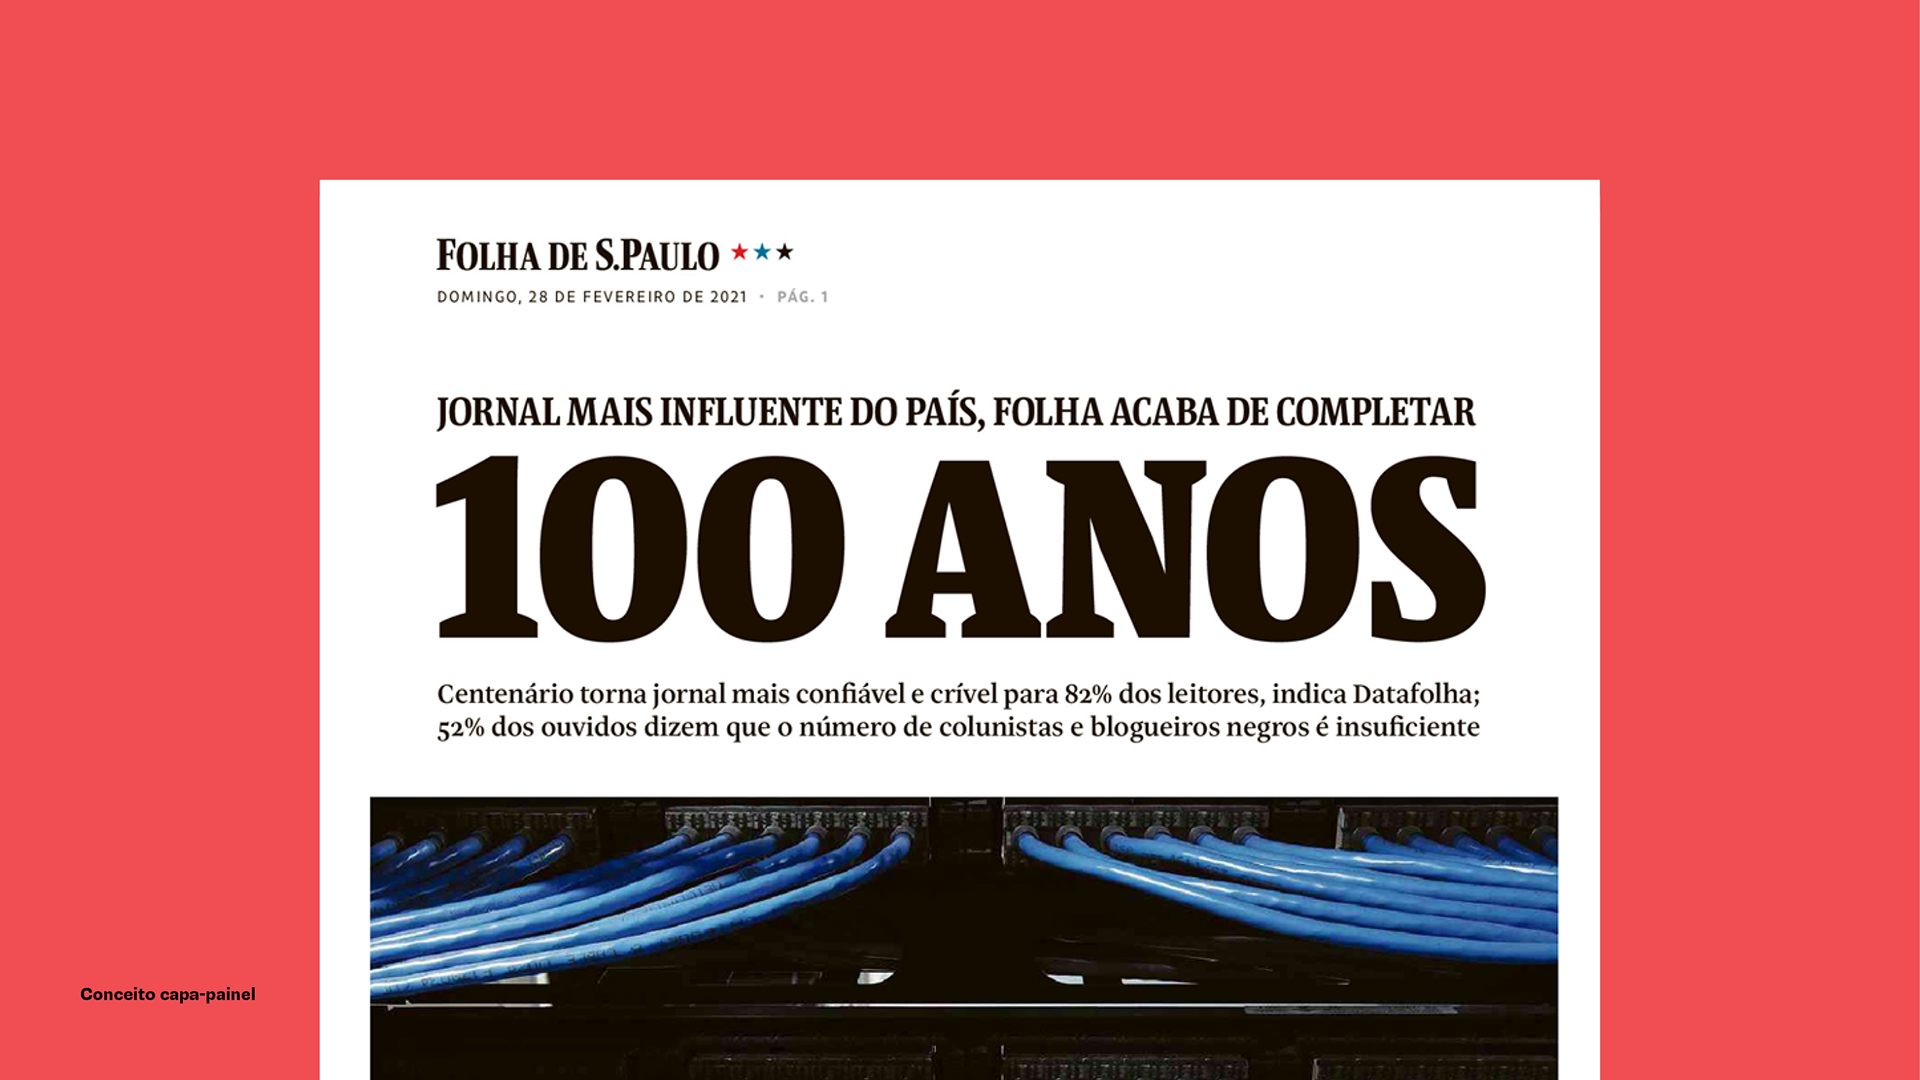 FOLHA DE S.PAULO ★★★
DOMINGO, 28 DE FEVEREIRO DE 2021 • PÁG. 1
JORNAL MAIS INFLUENTE DO PAÍS, FOLHA ACABA DE COMPLETAR
100 ANOS
Centenário torna jornal mais confiável e crível para 82% dos leitores, indica Datafolha;
52% dos ouvidos dizem que o número de colunistas e blogueiros negros é insuficiente
Conceito capa-painel